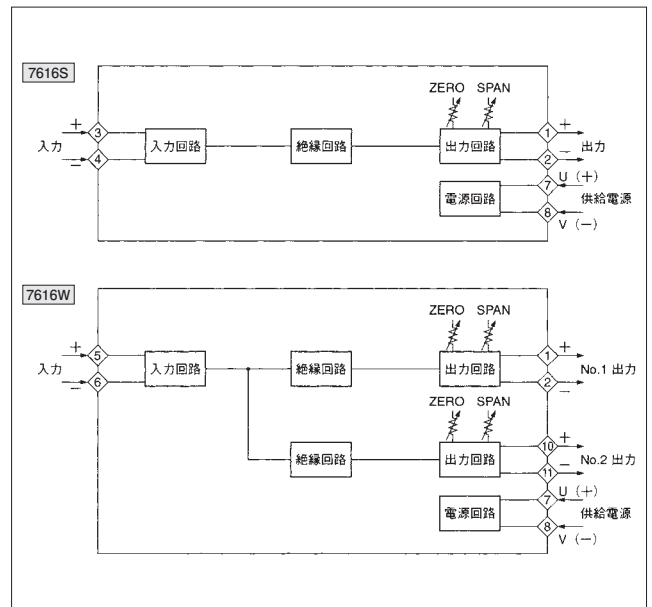 7616S
ZERO SPAN
入力 + 3 入力回路 絶縁回路 出力回路 1 + 出力
− 4 2 −
電源回路 7 U (+) 供給電源
8 V (−)
7616W
ZERO SPAN
入力 + 5 入力回路 絶縁回路 出力回路 1 + No.1 出力
− 6 2 −
ZERO SPAN
絶縁回路 出力回路 10 + No.2 出力
11 −
電源回路 7 U (+) 供給電源
8 V (−)